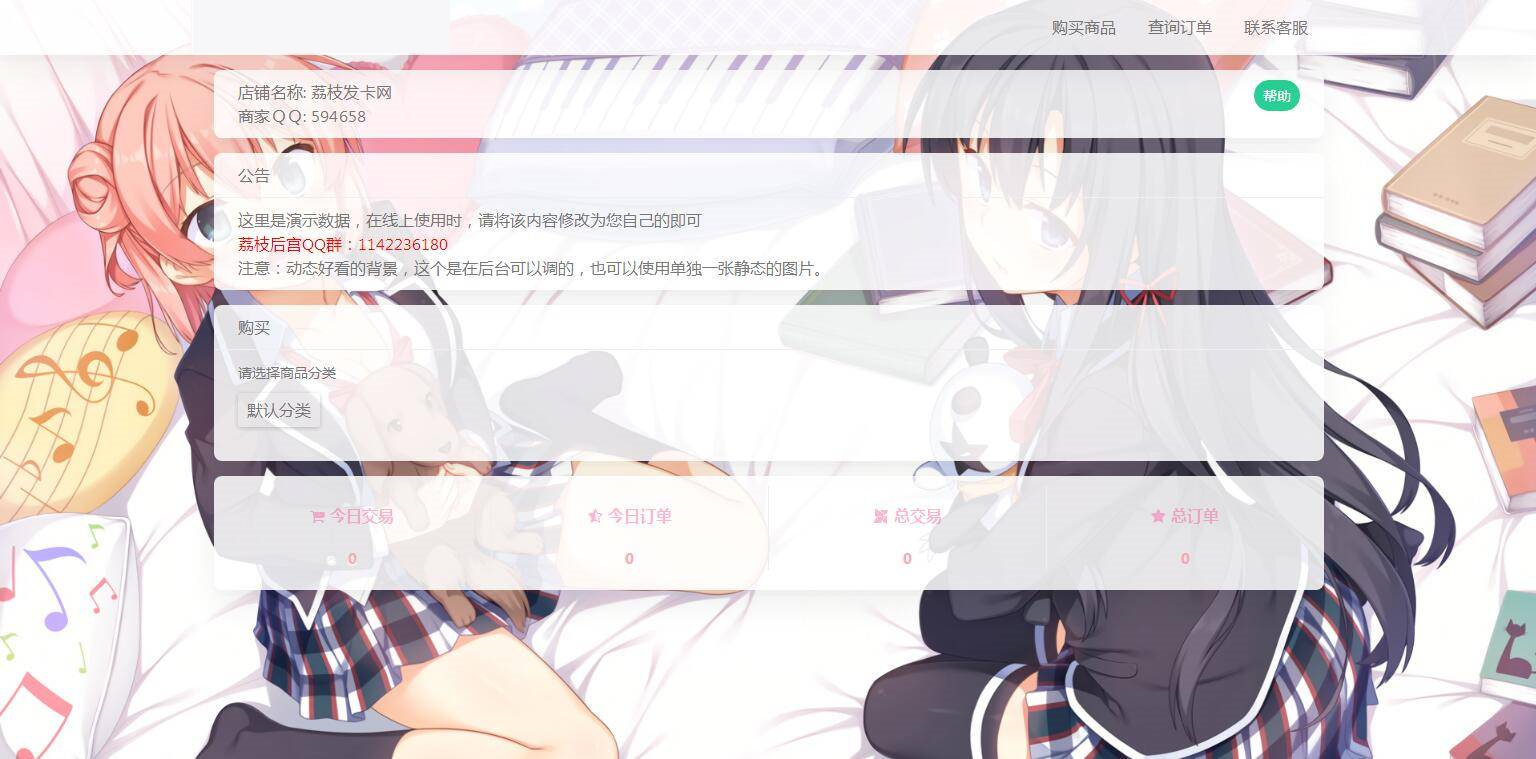 购买商品 查询订单 联系客服
店铺名称: 荔枝发卡网
帮助
商家ＱＱ: 594658
公告
这里是演示数据，在线上使用时，请将该内容修改为您自己的即可
荔枝后宫QQ群：1142236180
注意：动态好看的背景，这个是在后台可以调的，也可以使用单独一张静态的图片。
购买
请选择商品分类
默认分类
今日交易 今日订单 总交易 总订单
0 0 0 0